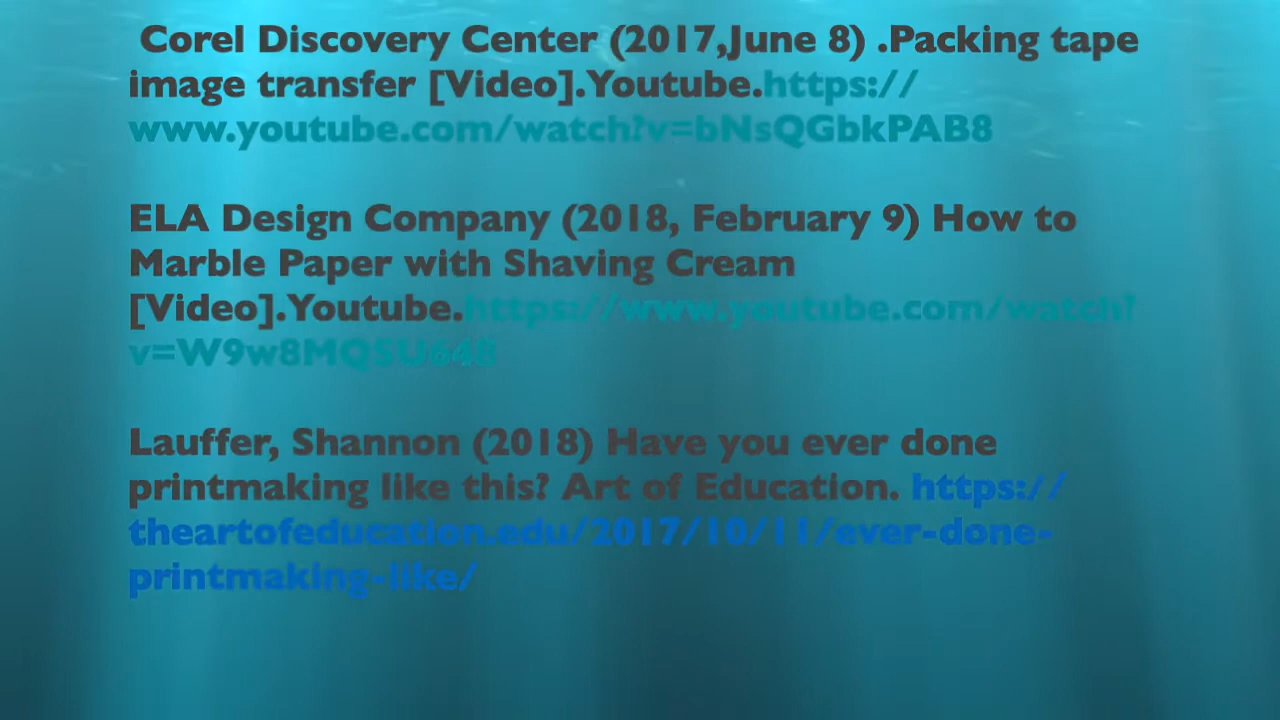 Corel Discovery Center (2017,June 8) .Packing tape
image transfer [Video].Youtube.https://
www.youtube.com/watch?v=bNsQGbkPAB8
ELA Design Company (2018, February 9) How to
Marble Paper with Shaving Cream
[Video].Youtube.https://www.youtube.com/watch?
v=W9w8MQSU648
Lauffer, Shannon (2018) Have you ever done
printmaking like this? Art of Education. https://
theartofeducation.edu/2017/10/11/ever-done-
printmaking-like/